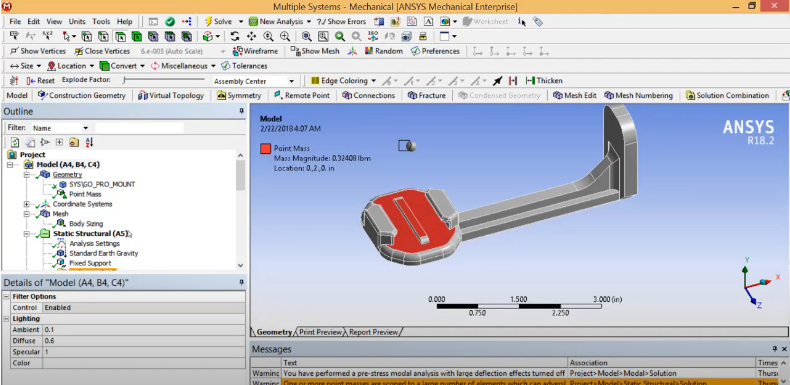 Multiple Systems - Mechanical [ANSYS Mechanical Enterprise]
File Edit View Units Tools Help Solve New Analysis ?/ Show Errors Worksheet
Show Vertices Close Vertices 6.e-003 (Auto Scale) Wireframe Show Mesh Random Preferences
Size Location Convert Miscellaneous Tolerances
Reset Explode Factor: Assembly Center Edge Coloring Thicken
Model Construction Geometry Virtual Topology Symmetry Remote Point Connections Fracture Condensed Geometry Mesh Edit Mesh Numbering Solution Combination
Outline
Filter: Name
Project
Model (A4, B4, C4)
Geometry
SYS\GO_PRO_MOUNT
Point Mass
Coordinate Systems
Mesh
Body Sizing
Static Structural (A5)
Analysis Settings
Standard Earth Gravity
Fixed Support
Details of "Model (A4, B4, C4)"
Filter Options
Control Enabled
Lighting
Ambient 0.1
Diffuse 0.6
Specular 1
Color
Model
2/22/2018 4:07 AM
Point Mass
Mass Magnitude: 0.32408 lbm
Location: 0.,2.,0. in
ANSYS
R18.2
Y
X
Z
0.000 1.500 3.000 (in)
0.750 2.250
Geometry Print Preview Report Preview
Messages
Text Association Times
Warning You have performed a pre-stress modal analysis with large deflection effects turned off Project>Model>Modal>Solution Thurs
Warning One or more point masses are scoped to a large number of elements which can adversel Project>Model>Static Structural>Solution Thurs